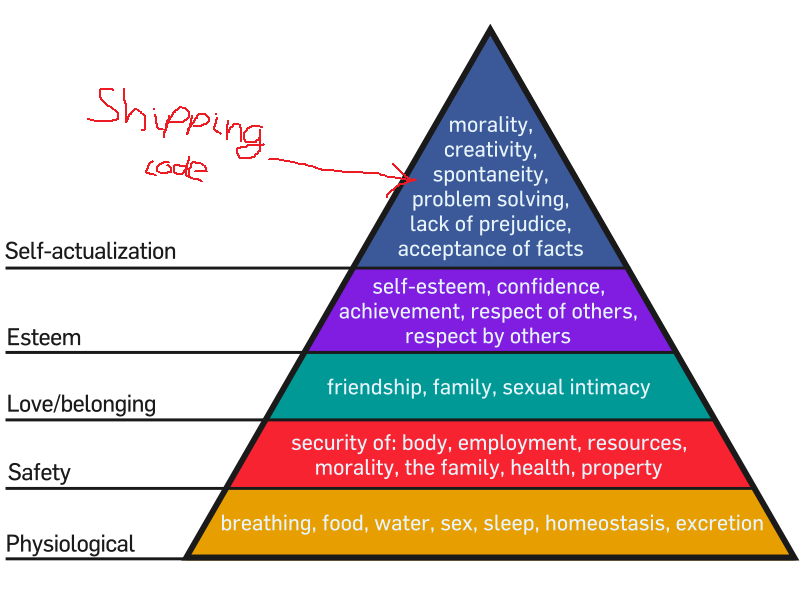 Shipping
code
morality,
creativity,
spontaneity,
problem solving,
lack of prejudice,
acceptance of facts
Self-actualization
self-esteem, confidence,
achievement, respect of others,
respect by others
Esteem
friendship, family, sexual intimacy
Love/belonging
security of: body, employment, resources,
morality, the family, health, property
Safety
breathing, food, water, sex, sleep, homeostasis, excretion
Physiological